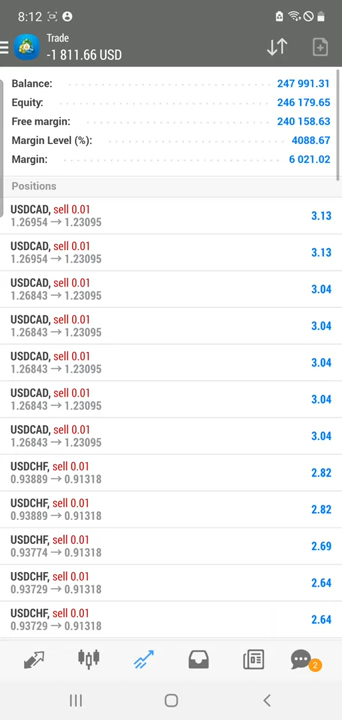 8:12
Trade
-1 811.66 USD
Balance: 247 991.31
Equity: 246 179.65
Free margin: 240 158.63
Margin Level (%): 4088.67
Margin: 6 021.02
Positions
USDCAD, sell 0.01
1.26954 → 1.23095 3.13
USDCAD, sell 0.01
1.26954 → 1.23095 3.13
USDCAD, sell 0.01
1.26843 → 1.23095 3.04
USDCAD, sell 0.01
1.26843 → 1.23095 3.04
USDCAD, sell 0.01
1.26843 → 1.23095 3.04
USDCAD, sell 0.01
1.26843 → 1.23095 3.04
USDCAD, sell 0.01
1.26843 → 1.23095 3.04
USDCHF, sell 0.01
0.93889 → 0.91318 2.82
USDCHF, sell 0.01
0.93889 → 0.91318 2.82
USDCHF, sell 0.01
0.93774 → 0.91318 2.69
USDCHF, sell 0.01
0.93729 → 0.91318 2.64
USDCHF, sell 0.01
0.93729 → 0.91318 2.64
2